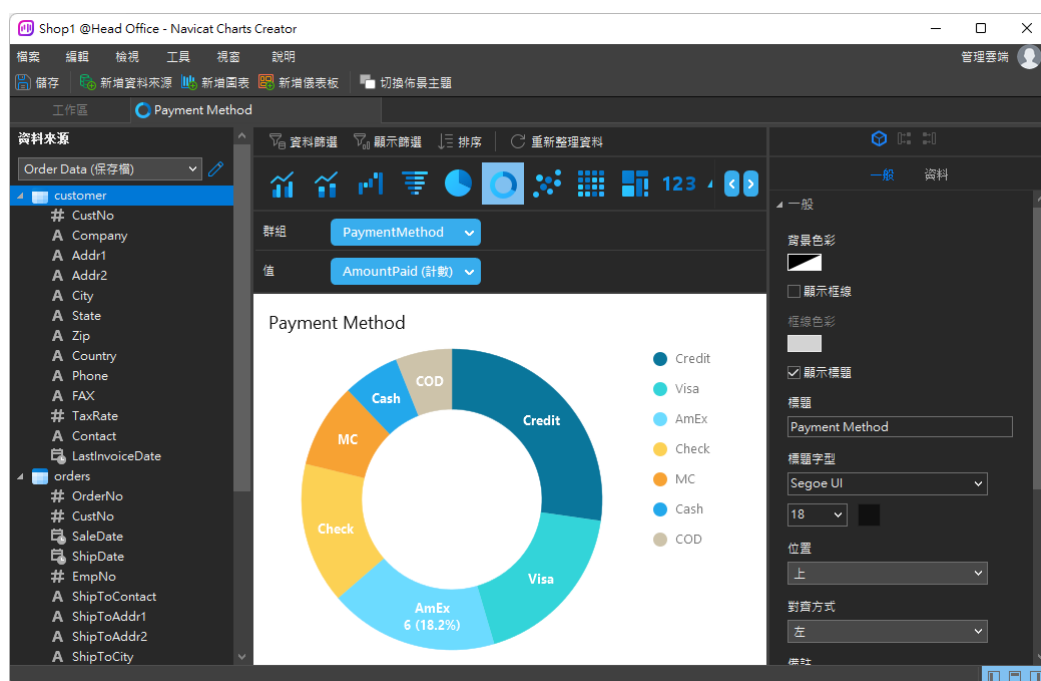 Shop1 @Head Office - Navicat Charts Creator
檔案 編輯 檢視 工具 視窗 說明 管理雲端
儲存 新增資料來源 新增圖表 新增儀表板 切換佈景主題
工作區 Payment Method
資料來源
Order Data (保存檔)
customer
# CustNo
A Company
A Addr1
A Addr2
A City
A State
A Zip
A Country
A Phone
A FAX
# TaxRate
A Contact
LastInvoiceDate
orders
# OrderNo
# CustNo
SaleDate
ShipDate
# EmpNo
A ShipToContact
A ShipToAddr1
A ShipToAddr2
A ShipToCity
資料篩選 顯示篩選 排序 重新整理資料
123
群組 PaymentMethod
值 AmountPaid (計數)
Payment Method
Credit
Visa
AmEx
6 (18.2%)
Check
MC
Cash
COD
Credit
Visa
AmEx
Check
MC
Cash
COD
一般 資料
一般
背景色彩
顯示框線
框線色彩
顯示標題
標題
Payment Method
標題字型
Segoe UI
18
位置
上
對齊方式
左
備註